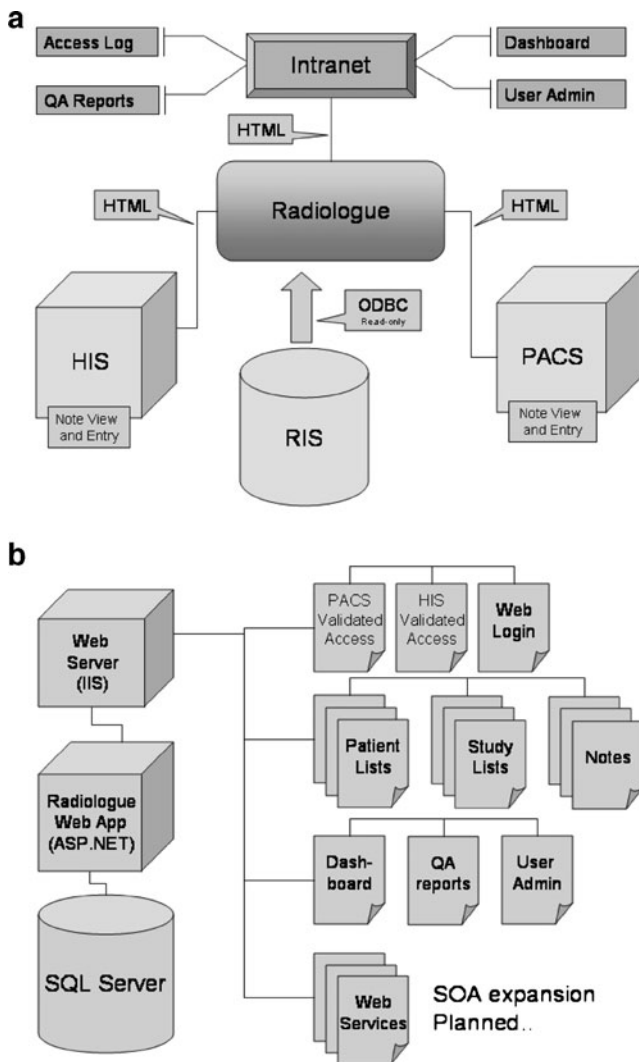 a
Access Log
QA Reports
Intranet
Dashboard
User Admin
HTML
Radiologue
HTML
HTML
ODBC
Read-only
HIS
Note View
and Entry
RIS
PACS
Note View
and Entry
b
Web
Server
(IIS)
Radiologue
Web App
(ASP.NET)
SQL Server
PACS
Validated
Access
HIS
Validated
Access
Web
Login
Patient
Lists
Study
Lists
Notes
Dash-
board
QA
reports
User
Admin
Web
Services
SOA expansion
Planned..